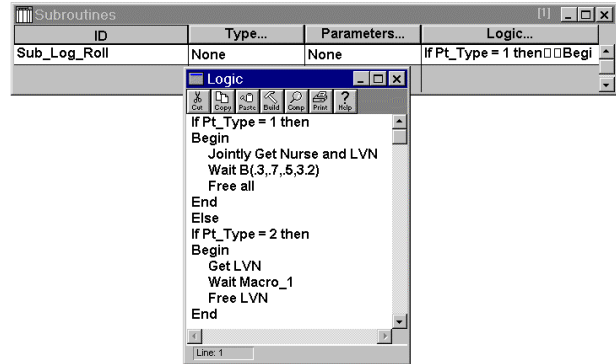 Subroutines [1]
ID Type... Parameters... Logic...
Sub_Log_Roll None None If Pt_Type = 1 then□□Begi
Logic
Cut Copy Paste Build Comp Print Help
If Pt_Type = 1 then
Begin
Jointly Get Nurse and LVN
Wait B(.3,.7,.5,3.2)
Free all
End
Else
If Pt_Type = 2 then
Begin
Get LVN
Wait Macro_1
Free LVN
End
Line: 1